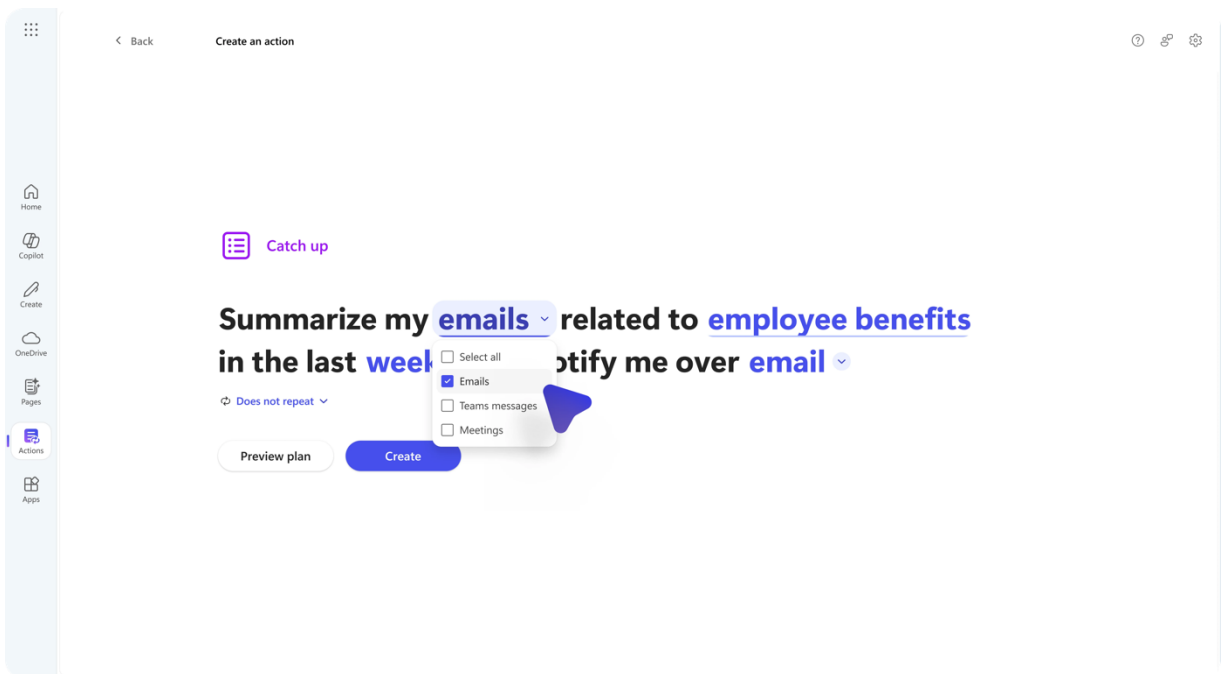 Back
Create an action
Home
Copilot
Create
OneDrive
Pages
Actions
Apps
Catch up
Summarize my emails related to employee benefits
in the last week me over email
Select all
Emails
Teams messages
Meetings
Does not repeat
Preview plan
Create